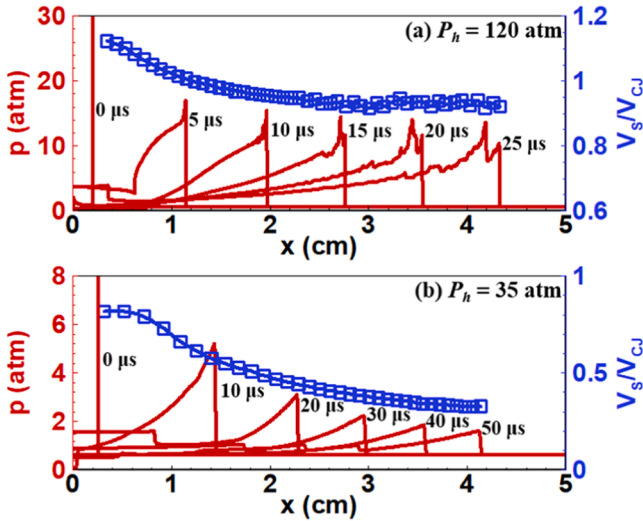 (a) P_h = 120 atm
p (atm)
30
20
10
0
0 μs
5 μs
10 μs
15 μs
20 μs
25 μs
1.2
1
0.8
0.6
V_S/V_CJ
0 1 2 3 4 5
x (cm)
(b) P_h = 35 atm
p (atm)
8
6
4
2
0
0 μs
10 μs
20 μs
30 μs
40 μs
50 μs
1
0.5
0
V_S/V_CJ
0 1 2 3 4 5
x (cm)